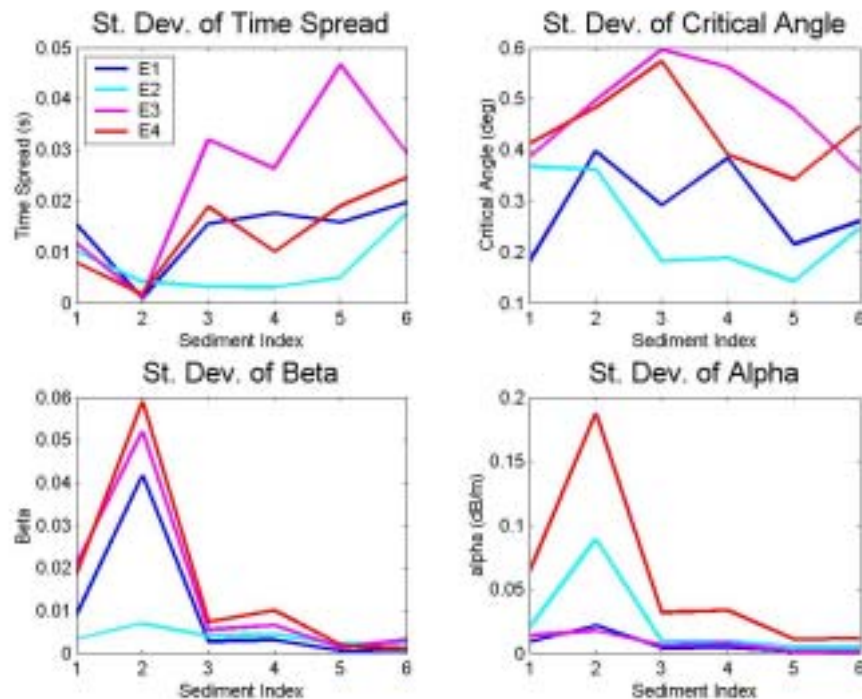 St. Dev. of Time Spread
0.05
0.04
0.03
0.02
0.01
0
Time Spread (s)
E1
E2
E3
E4
1 2 3 4 5 6
Sediment Index
St. Dev. of Critical Angle
0.6
0.5
0.4
0.3
0.2
0.1
Critical Angle (deg)
1 2 3 4 5 6
Sediment Index
St. Dev. of Beta
0.06
0.05
0.04
0.03
0.02
0.01
0
Beta
1 2 3 4 5 6
Sediment Index
St. Dev. of Alpha
0.2
0.15
0.1
0.05
0
alpha (dB/m)
1 2 3 4 5 6
Sediment Index